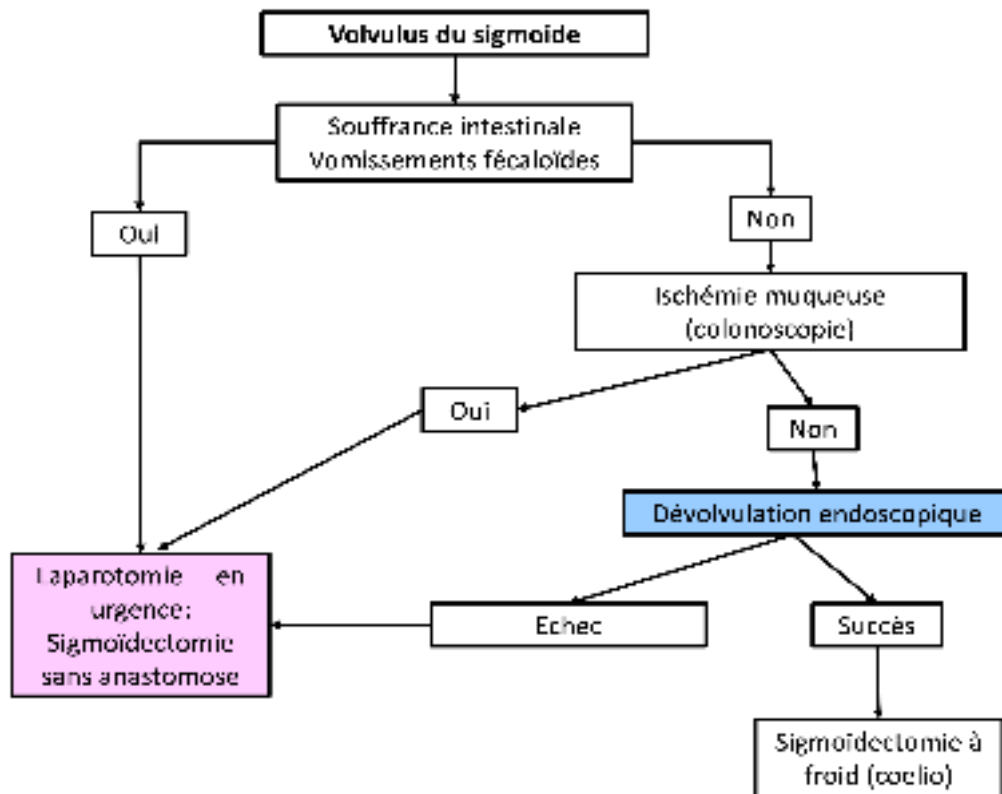 Volvulus du sigmoide
Souffrance intestinale
Vomissements fécaloïdes
Oui
Non
Ischémie muqueuse
(colonoscopie)
Oui
Non
Dévolvulation endoscopique
Laparotomie en
urgence:
Sigmoïdectomie
sans anastomose
Echec
Succès
Sigmoïdectomie à
froid (coelio)